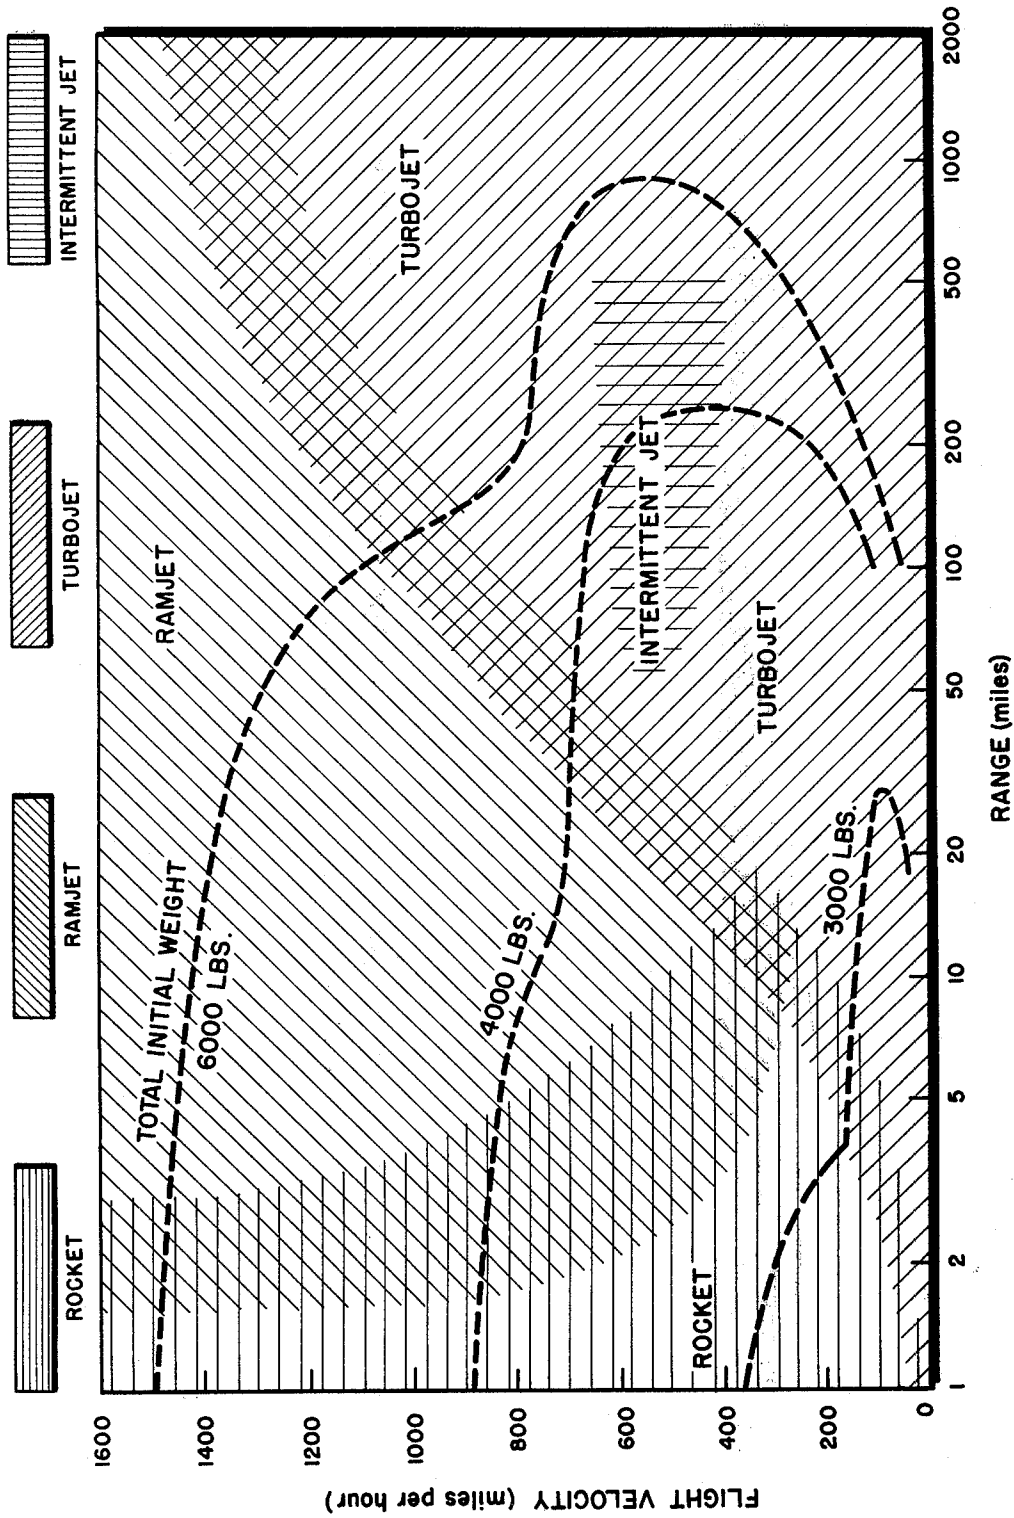 ROCKET
RAMJET
TURBOJET
INTERMITTENT JET
FLIGHT VELOCITY (miles per hour)
1600
1400
1200
1000
800
600
400
200
0
TOTAL INITIAL WEIGHT
6000 LBS.
RAMJET
4000 LBS.
TURBOJET
INTERMITTENT JET
ROCKET
TURBOJET
3000 LBS.
1
2
5
10
20
50
100
200
500
1000
2000
RANGE (miles)